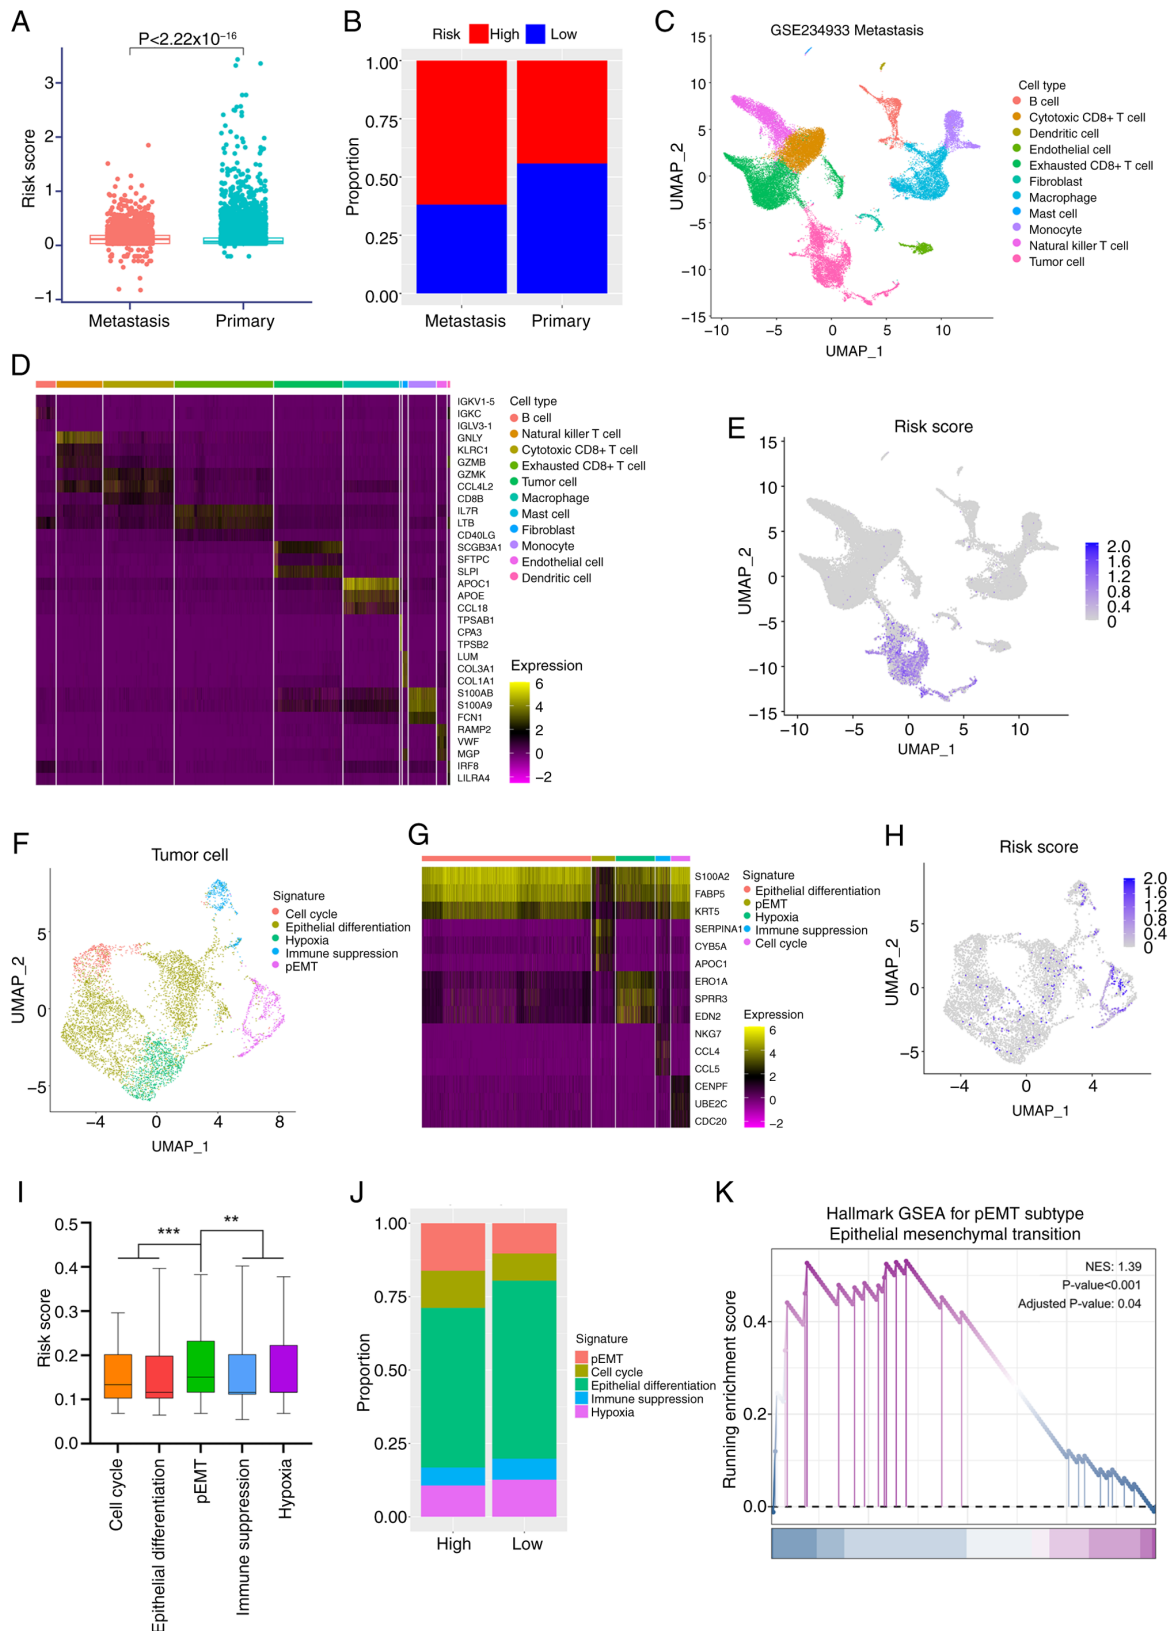 A
P<2.22x10⁻¹⁶
Risk score
3
2
1
0
−1
Metastasis
Primary
B
Risk High Low
Proportion
1.00
0.75
0.50
0.25
0.00
Metastasis
Primary
C
GSE234933 Metastasis
UMAP_2
15
10
5
0
−5
−10
−15
−10
−5
0
5
10
UMAP_1
Cell type
B cell
Cytotoxic CD8+ T cell
Dendritic cell
Endothelial cell
Exhausted CD8+ T cell
Fibroblast
Macrophage
Mast cell
Monocyte
Natural killer T cell
Tumor cell
D
IGKV1-5
IGKC
IGLV3-1
GNLY
KLRC1
GZMB
GZMK
CCL4L2
CD8B
IL7R
LTB
CD40LG
SCGB3A1
SFTPC
SLPI
APOC1
APOE
CCL18
TPSAB1
CPA3
TPSB2
LUM
COL3A1
COL1A1
S100AB
S100A9
FCN1
RAMP2
VWF
MGP
IRF8
LILRA4
Cell type
B cell
Natural killer T cell
Cytotoxic CD8+ T cell
Exhausted CD8+ T cell
Tumor cell
Macrophage
Mast cell
Fibroblast
Monocyte
Endothelial cell
Dendritic cell
Expression
6
4
2
0
−2
E
Risk score
UMAP_2
15
10
5
0
−5
−10
−15
−10
−5
0
5
10
UMAP_1
2.0
1.6
1.2
0.8
0.4
0
F
Tumor cell
UMAP_2
5
0
−5
−4
0
4
8
UMAP_1
Signature
Cell cycle
Epithelial differentiation
Hypoxia
Immune suppression
pEMT
G
S100A2
FABP5
KRT5
SERPINA1
CYB5A
APOC1
ERO1A
SPRR3
EDN2
NKG7
CCL4
CCL5
CENPF
UBE2C
CDC20
Signature
Epithelial differentiation
pEMT
Hypoxia
Immune suppression
Cell cycle
Expression
6
4
2
0
−2
H
Risk score
UMAP_2
5
0
−5
−4
0
4
UMAP_1
2.0
1.6
1.2
0.8
0.4
0
I
Risk score
0.5
0.4
0.3
0.2
0.1
0.0
***
**
Cell cycle
Epithelial differentiation
pEMT
Immune suppression
Hypoxia
J
Proportion
1.00
0.75
0.50
0.25
0.00
High
Low
Signature
pEMT
Cell cycle
Epithelial differentiation
Immune suppression
Hypoxia
K
Hallmark GSEA for pEMT subtype
Epithelial mesenchymal transition
NES: 1.39
P-value<0.001
Adjusted P-value: 0.04
Running enrichment score
0.4
0.2
0.0